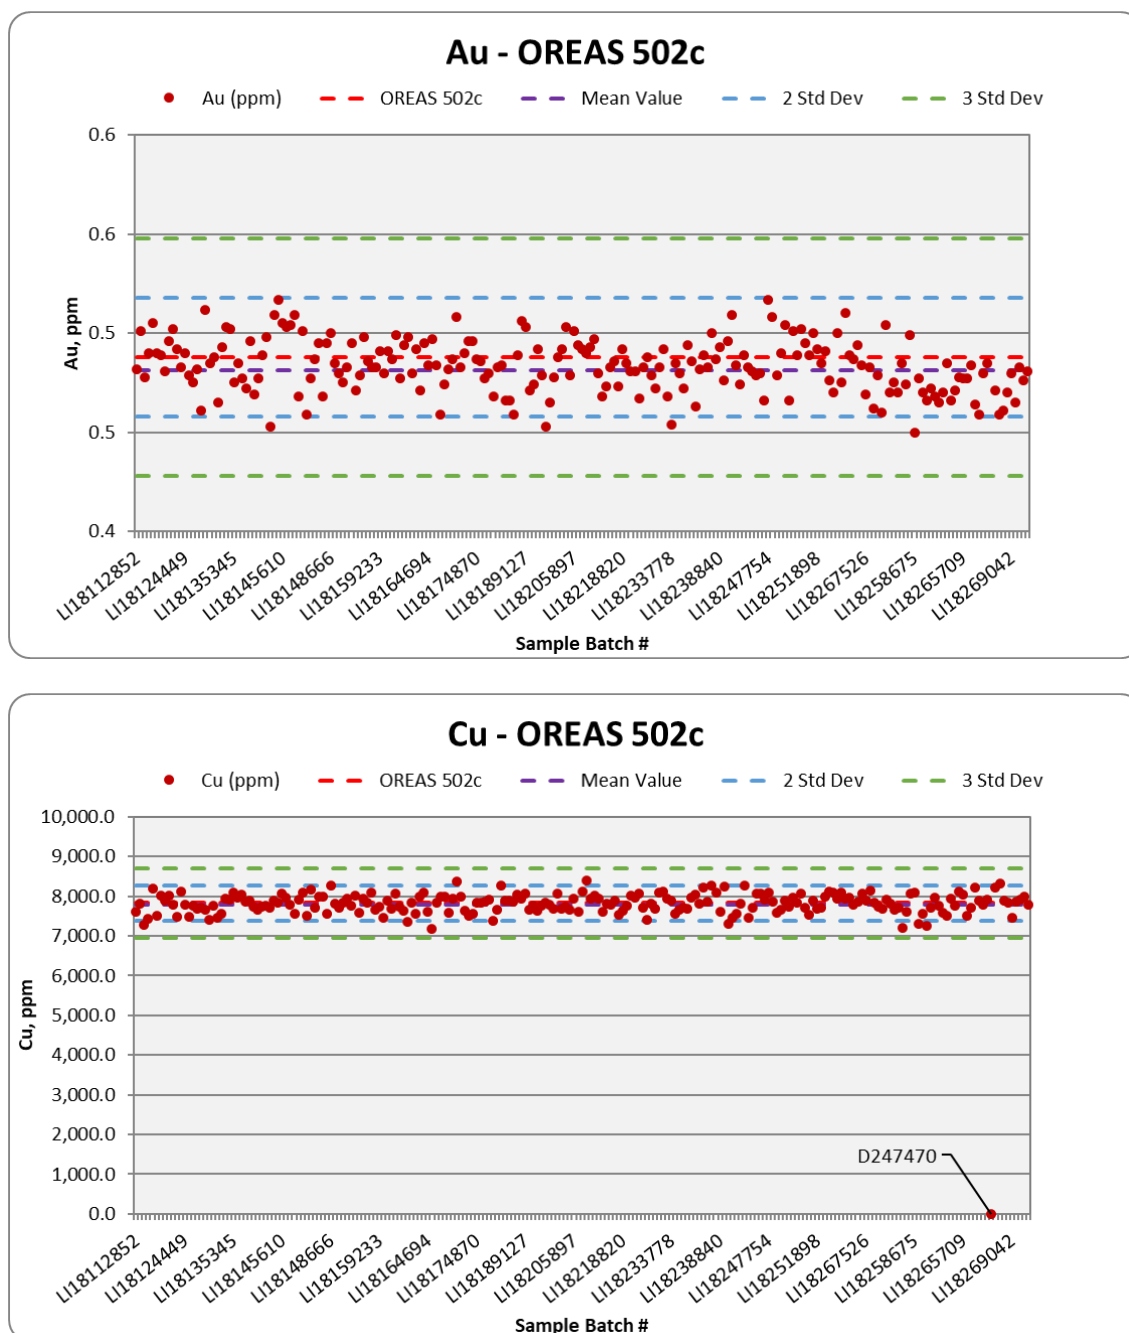 Au - OREAS 502c
Au (ppm) OREAS 502c Mean Value 2 Std Dev 3 Std Dev
0.6
0.6
0.5
0.5
0.4
Au, ppm
LI18112852 LI18124449 LI18135345 LI18145610 LI18148666 LI18159233 LI18164694 LI18174870 LI18189127 LI18205897 LI18218820 LI18233778 LI18238840 LI18247754 LI18251898 LI18267526 LI18258675 LI18265709 LI18269042
Sample Batch #
Cu - OREAS 502c
Cu (ppm) OREAS 502c Mean Value 2 Std Dev 3 Std Dev
10,000.0
9,000.0
8,000.0
7,000.0
6,000.0
5,000.0
4,000.0
3,000.0
2,000.0
1,000.0
0.0
Cu, ppm
D247470
LI18112852 LI18124449 LI18135345 LI18145610 LI18148666 LI18159233 LI18164694 LI18174870 LI18189127 LI18205897 LI18218820 LI18233778 LI18238840 LI18247754 LI18251898 LI18267526 LI18258675 LI18265709 LI18269042
Sample Batch #